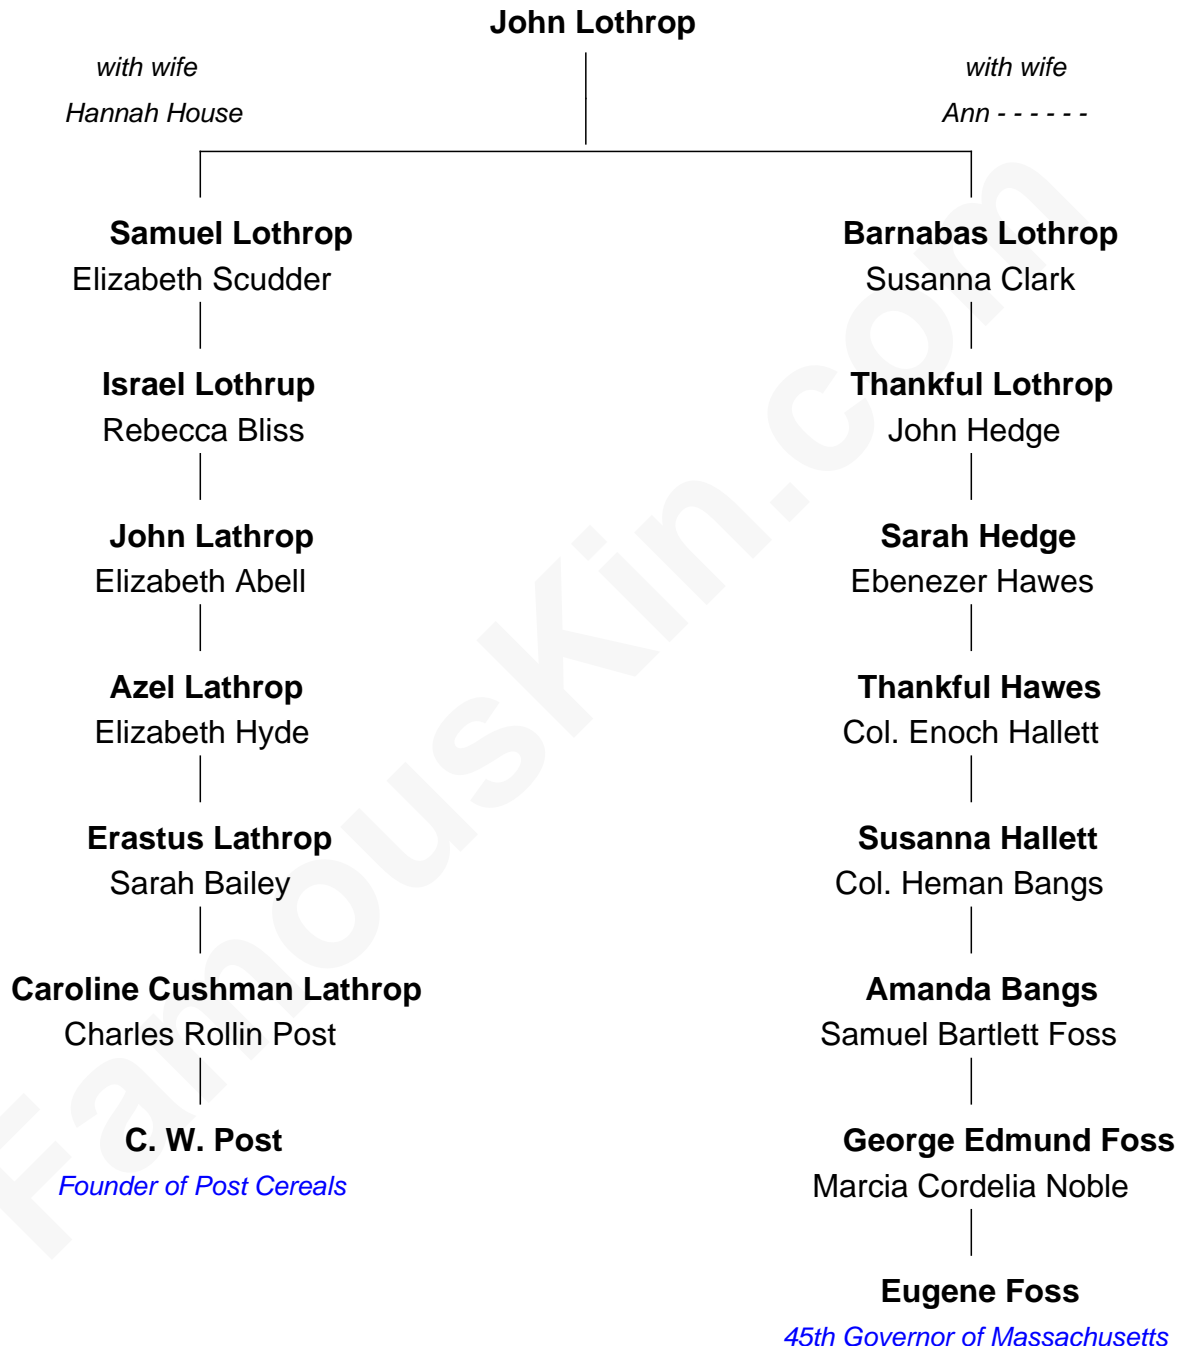 John Lothrop
with wife
Hannah House
with wife
Ann - - - - - -
Samuel Lothrop
Elizabeth Scudder
Barnabas Lothrop
Susanna Clark
Israel Lothrup
Rebecca Bliss
Thankful Lothrop
John Hedge
John Lathrop
Elizabeth Abell
Sarah Hedge
Ebenezer Hawes
Azel Lathrop
Elizabeth Hyde
Thankful Hawes
Col. Enoch Hallett
Erastus Lathrop
Sarah Bailey
Susanna Hallett
Col. Heman Bangs
Caroline Cushman Lathrop
Charles Rollin Post
Amanda Bangs
Samuel Bartlett Foss
C. W. Post
Founder of Post Cereals
George Edmund Foss
Marcia Cordelia Noble
Eugene Foss
45th Governor of Massachusetts
FamousKin.com